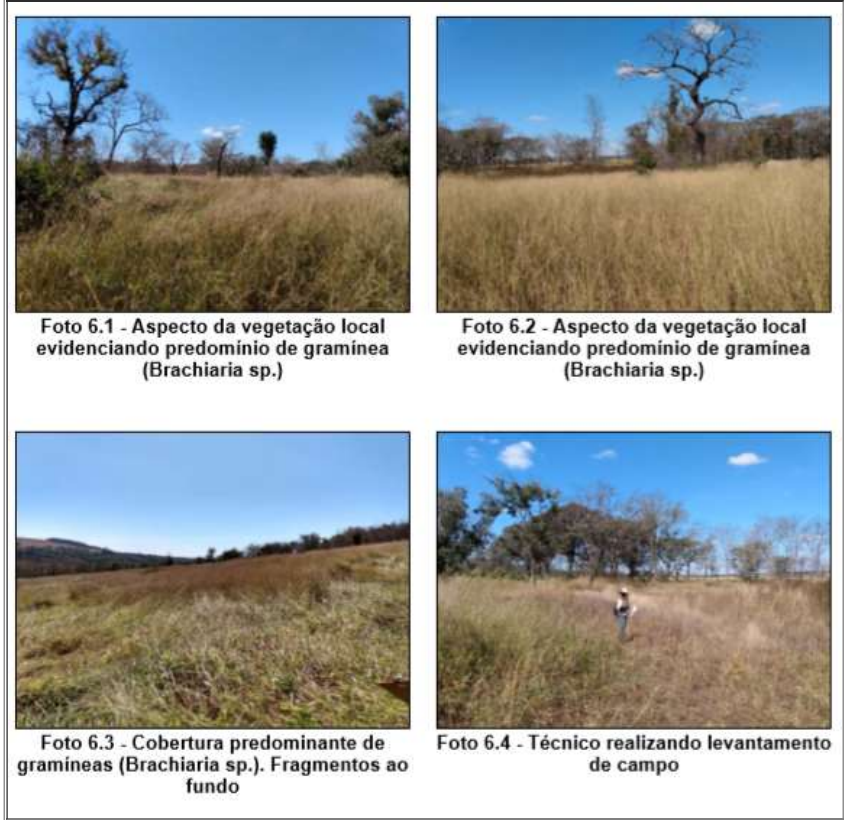 Foto 6.1 - Aspecto da vegetação local
evidenciando predomínio de gramínea
(Brachiaria sp.)
Foto 6.2 - Aspecto da vegetação local
evidenciando predomínio de gramínea
(Brachiaria sp.)
Foto 6.3 - Cobertura predominante de
gramíneas (Brachiaria sp.). Fragmentos ao
fundo
Foto 6.4 - Técnico realizando levantamento
de campo